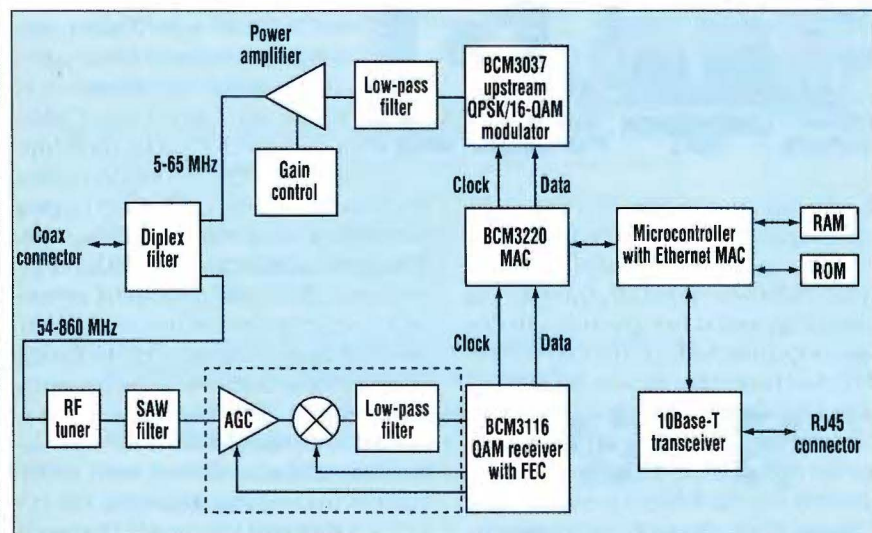 Power
amplifier
Low-pass
filter
BCM3037
upstream
QPSK/16-QAM
modulator
5-65 MHz
Gain
control
Clock
Data
Coax
connector
Diplex
filter
BCM3220
MAC
Microcontroller
with Ethernet MAC
RAM
ROM
54-860 MHz
Clock
Data
RF
tuner
SAW
filter
AGC
Low-pass
filter
BCM3116
QAM receiver
with FEC
10Base-T
transceiver
RJ45
connector